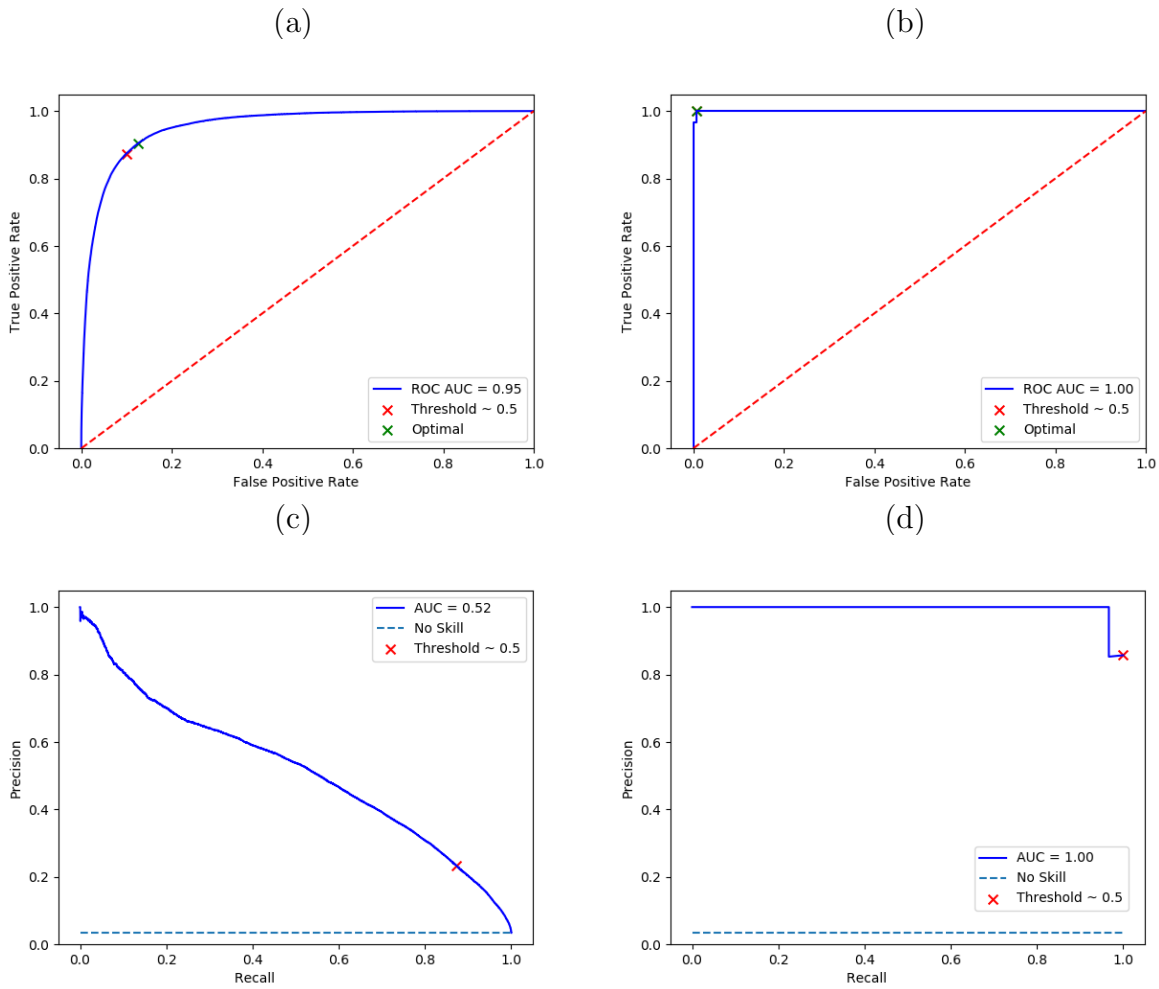 (a)
1.0
0.8
0.6
0.4
0.2
0.0
True Positive Rate
0.0 0.2 0.4 0.6 0.8 1.0
False Positive Rate
ROC AUC = 0.95
Threshold ~ 0.5
Optimal
(b)
1.0
0.8
0.6
0.4
0.2
0.0
True Positive Rate
0.0 0.2 0.4 0.6 0.8 1.0
False Positive Rate
ROC AUC = 1.00
Threshold ~ 0.5
Optimal
(c)
1.0
0.8
0.6
0.4
0.2
0.0
Precision
0.0 0.2 0.4 0.6 0.8 1.0
Recall
AUC = 0.52
No Skill
Threshold ~ 0.5
(d)
1.0
0.8
0.6
0.4
0.2
0.0
Precision
0.0 0.2 0.4 0.6 0.8 1.0
Recall
AUC = 1.00
No Skill
Threshold ~ 0.5